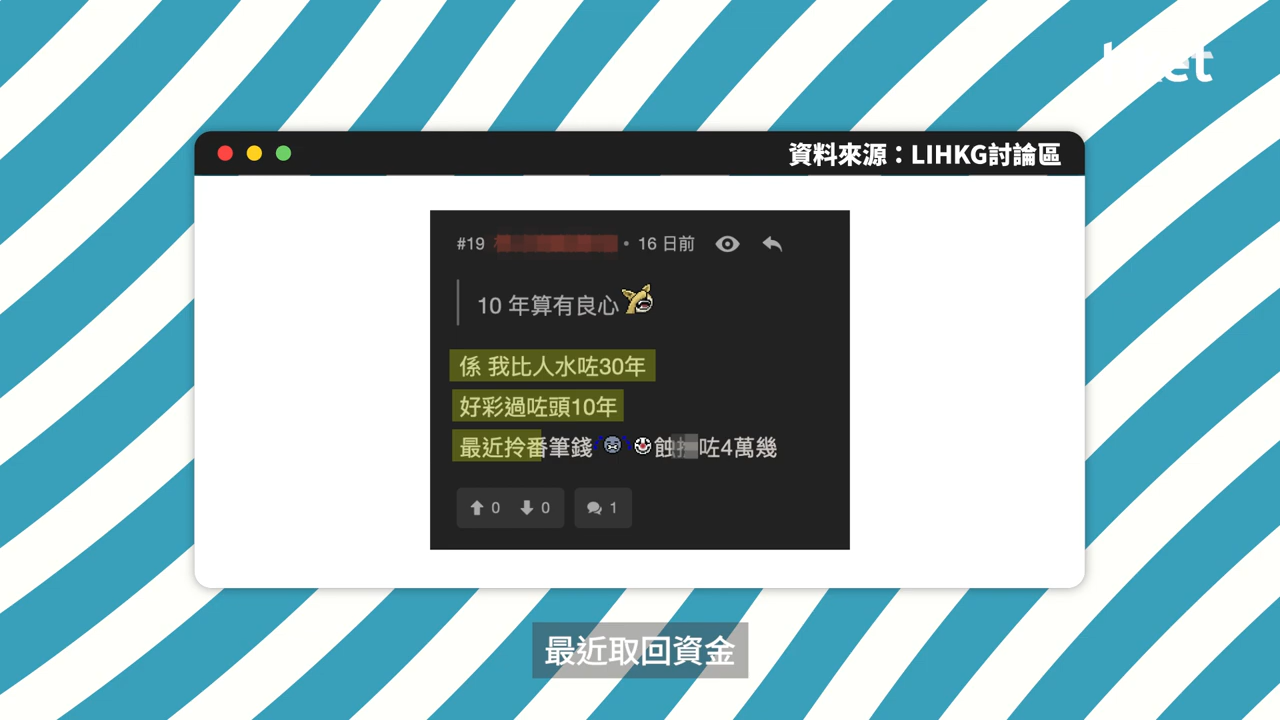 資料來源：LIHKG討論區
#19 • 16 日前
10 年算有良心
係 我比人水咗30年
好彩過咗頭10年
最近拎番筆錢 蝕 咗4萬幾
0 0 1
最近取回資金